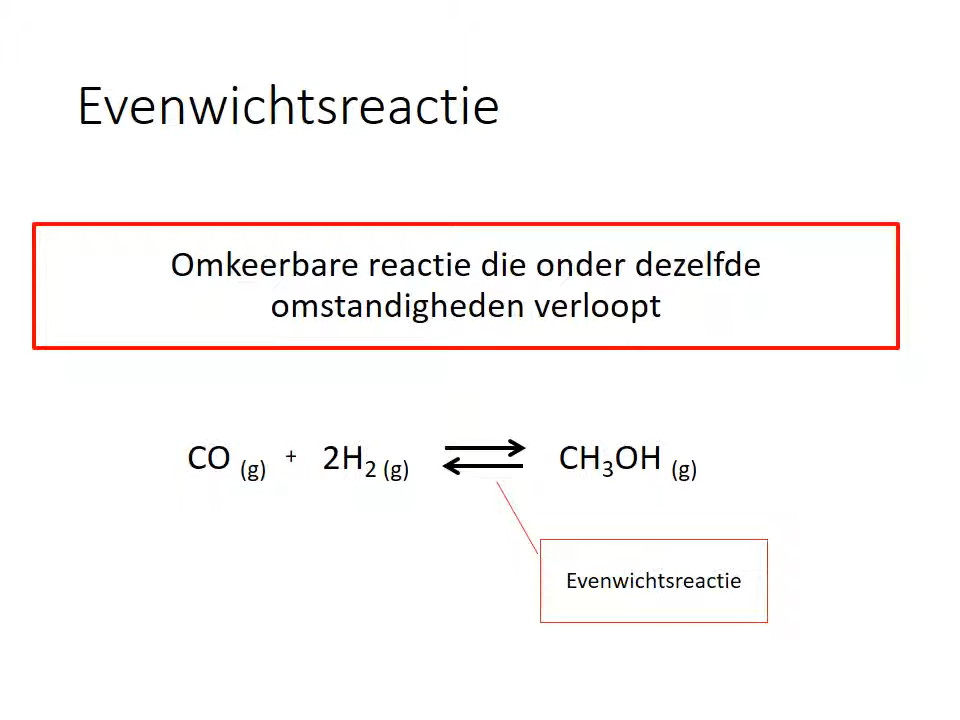 Evenwichtsreactie
Omkeerbare reactie die onder dezelfde
omstandigheden verloopt
CO (g) + 2H2 (g) ⇄ CH3OH (g)
Evenwichtsreactie